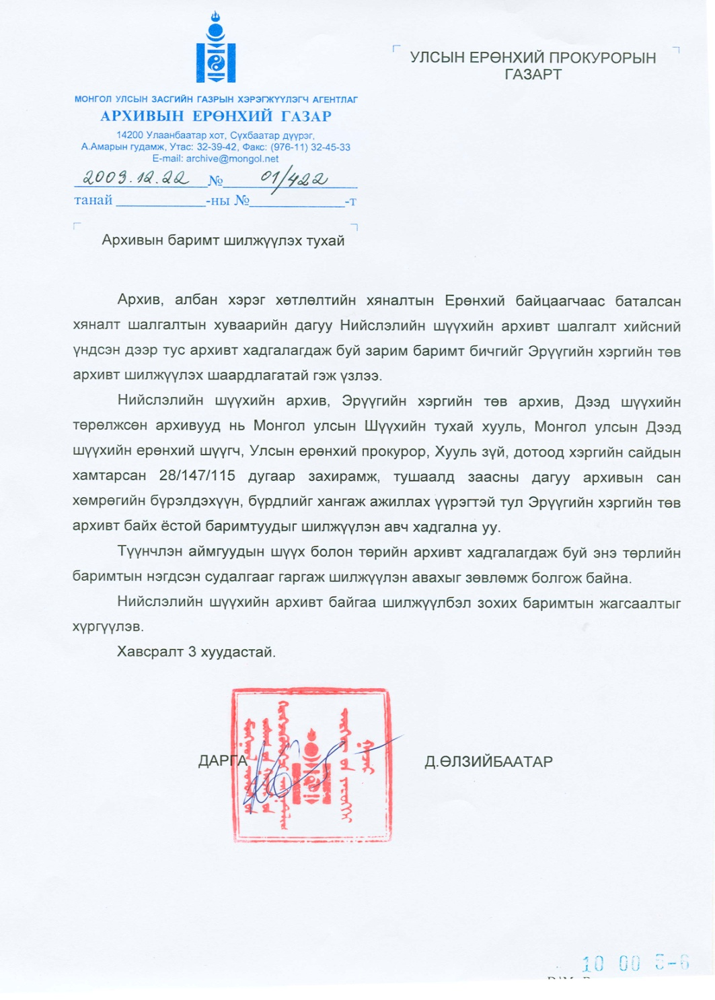 МОНГОЛ УЛСЫН ЗАСГИЙН ГАЗРЫН ХЭРЭГЖҮҮЛЭГЧ АГЕНТЛАГ
АРХИВЫН ЕРӨНХИЙ ГАЗАР
14200 Улаанбаатар хот, Сүхбаатар дүүрэг,
А.Амарын гудамж, Утас: 32-39-42, Факс: (976-11) 32-45-33
E-mail: archive@mongol.net
2009.12.22 № 01/422
танай ____________-ны №____________-т
УЛСЫН ЕРӨНХИЙ ПРОКУРОРЫН
ГАЗАРТ
Архивын баримт шилжүүлэх тухай
Архив, албан хэрэг хөтлөлтийн хяналтын Ерөнхий байцаагчаас баталсан
хяналт шалгалтын хуваарийн дагуу Нийслэлийн шүүхийн архивт шалгалт хийсний
үндсэн дээр тус архивт хадгалагдаж буй зарим баримт бичгийг Эрүүгийн хэргийн төв
архивт шилжүүлэх шаардлагатай гэж үзлээ.
Нийслэлийн шүүхийн архив, Эрүүгийн хэргийн төв архив, Дээд шүүхийн
төрөлжсөн архивууд нь Монгол улсын Шүүхийн тухай хууль, Монгол улсын Дээд
шүүхийн ерөнхий шүүгч, Улсын ерөнхий прокурор, Хууль зүй, дотоод хэргийн сайдын
хамтарсан 28/147/115 дугаар захирамж, тушаалд заасны дагуу архивын сан
хөмрөгийн бүрэлдэхүүн, бүрдлийг хангаж ажиллах үүрэгтэй тул Эрүүгийн хэргийн төв
архивт байх ёстой баримтуудыг шилжүүлэн авч хадгална уу.
Түүнчлэн аймгуудын шүүх болон төрийн архивт хадгалагдаж буй энэ төрлийн
баримтын нэгдсэн судалгааг гаргаж шилжүүлэн авахыг зөвлөмж болгож байна.
Нийслэлийн шүүхийн архивт байгаа шилжүүлбэл зохих баримтын жагсаалтыг
хүргүүлэв.
Хавсралт 3 хуудастай.
ДАРГА Д.ӨЛЗИЙБААТАР
10 00 5-6